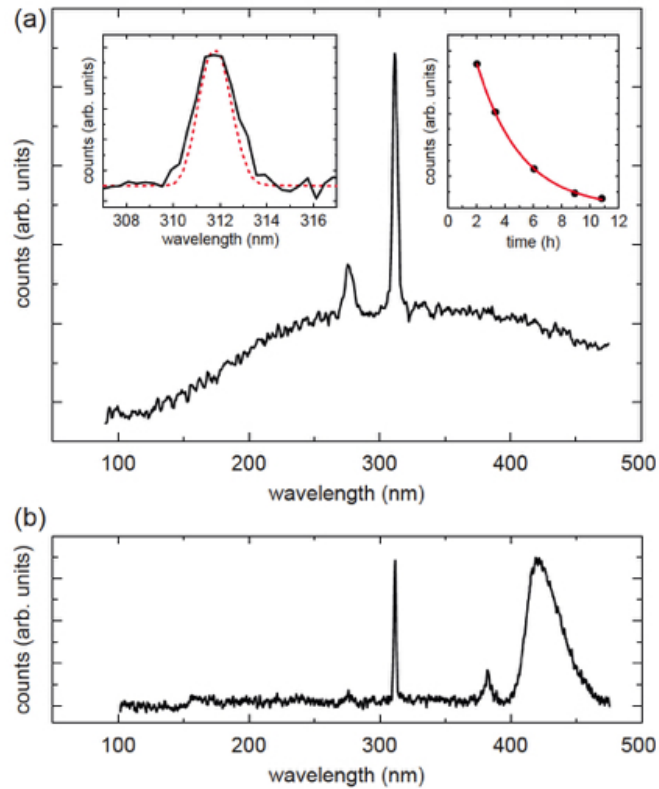 (a)
counts (arb. units)
counts (arb. units)
308 310 312 314 316
wavelength (nm)
counts (arb. units)
0 2 4 6 8 10 12
time (h)
100 200 300 400 500
wavelength (nm)
(b)
counts (arb. units)
100 200 300 400 500
wavelength (nm)